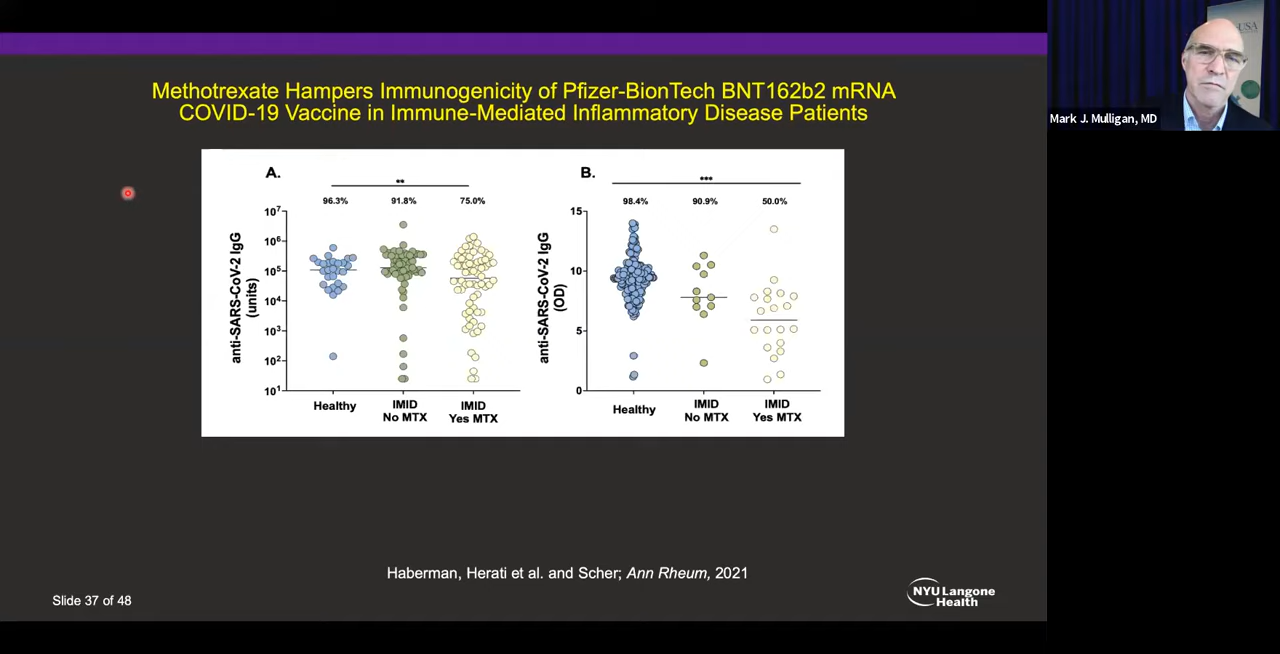 Methotrexate Hampers Immunogenicity of Pfizer-BionTech BNT162b2 mRNA
COVID-19 Vaccine in Immune-Mediated Inflammatory Disease Patients
USA
Mark J. Mulligan, MD
A.
**
96.3% 91.8% 75.0%
anti-SARS-CoV-2 IgG
(units)
10⁷
10⁶
10⁵
10⁴
10³
10²
10¹
Healthy
IMID
No MTX
IMID
Yes MTX
B.
***
98.4% 90.9% 50.0%
anti-SARS-CoV-2 IgG
(OD)
15
10
5
0
Healthy
IMID
No MTX
IMID
Yes MTX
Haberman, Herati et al. and Scher; Ann Rheum, 2021
Slide 37 of 48
NYU Langone
Health